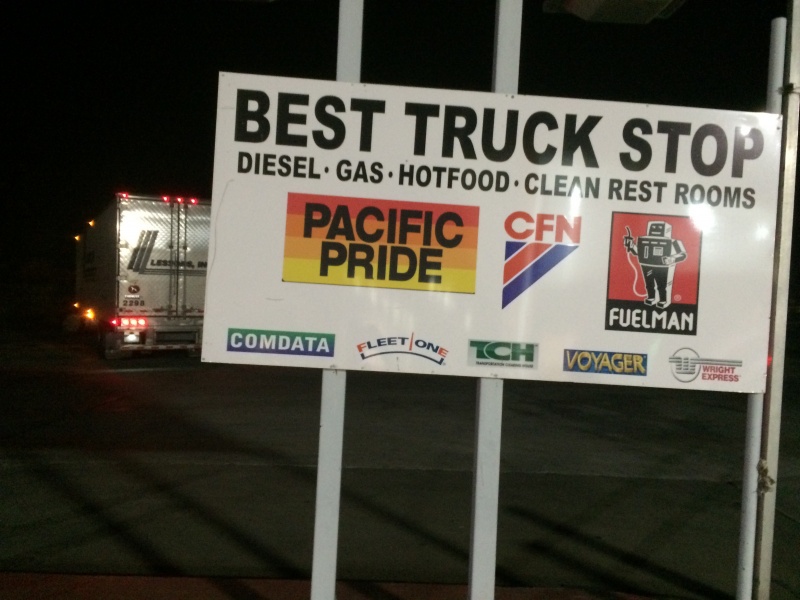 BEST TRUCK STOP
DIESEL · GAS · HOTFOOD · CLEAN REST ROOMS
PACIFIC
PRIDE
CFN
FUELMAN
COMDATA
FLEET ONE
TCH
VOYAGER
WRIGHT
EXPRESS
2298